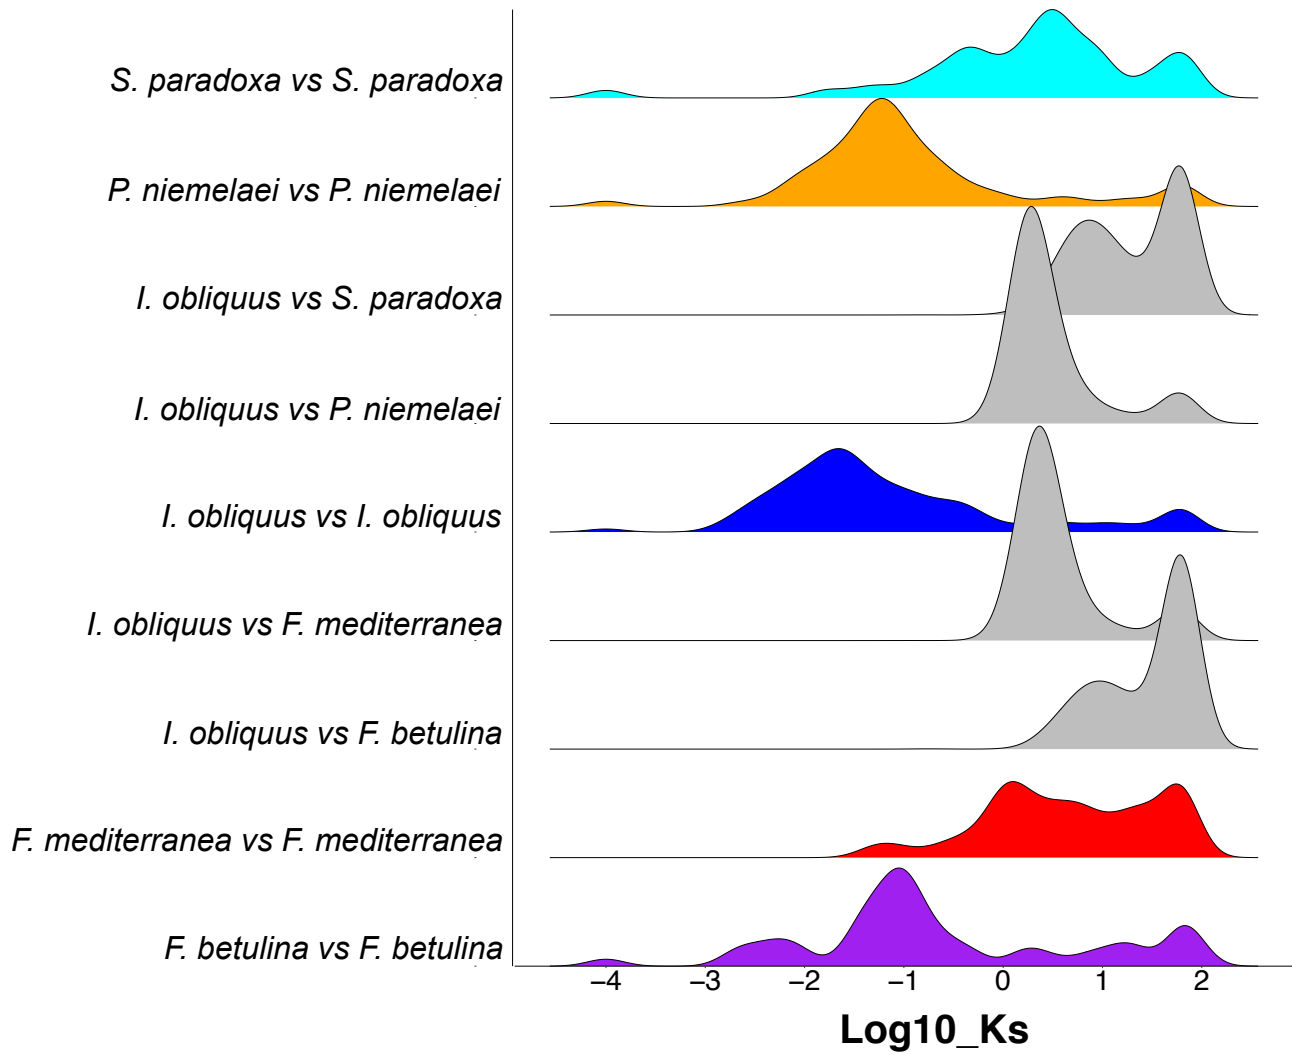 S. paradoxa vs S. paradoxa
P. niemelaei vs P. niemelaei
I. obliquus vs S. paradoxa
I. obliquus vs P. niemelaei
I. obliquus vs I. obliquus
I. obliquus vs F. mediterranea
I. obliquus vs F. betulina
F. mediterranea vs F. mediterranea
F. betulina vs F. betulina
−4 −3 −2 −1 0 1 2
Log10_Ks